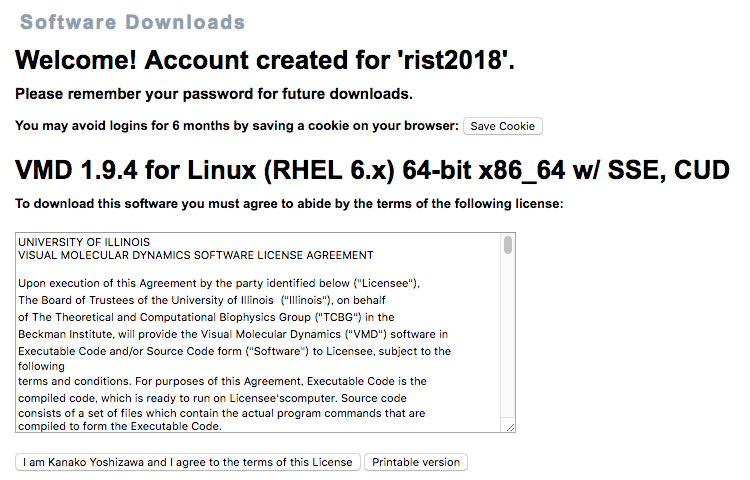 Software Downloads
Welcome! Account created for 'rist2018'.
Please remember your password for future downloads.
You may avoid logins for 6 months by saving a cookie on your browser: Save Cookie
VMD 1.9.4 for Linux (RHEL 6.x) 64-bit x86_64 w/ SSE, CUD
To download this software you must agree to abide by the terms of the following license:
UNIVERSITY OF ILLINOIS
VISUAL MOLECULAR DYNAMICS SOFTWARE LICENSE AGREEMENT
Upon execution of this Agreement by the party identified below ("Licensee"),
The Board of Trustees of the University of Illinois ("Illinois"), on behalf
of The Theoretical and Computational Biophysics Group ("TCBG") in the
Beckman Institute, will provide the Visual Molecular Dynamics ("VMD") software in
Executable Code and/or Source Code form ("Software") to Licensee, subject to the
following
terms and conditions. For purposes of this Agreement, Executable Code is the
compiled code, which is ready to run on Licensee'scomputer. Source code
consists of a set of files which contain the actual program commands that are
compiled to form the Executable Code.
I am Kanako Yoshizawa and I agree to the terms of this License Printable version